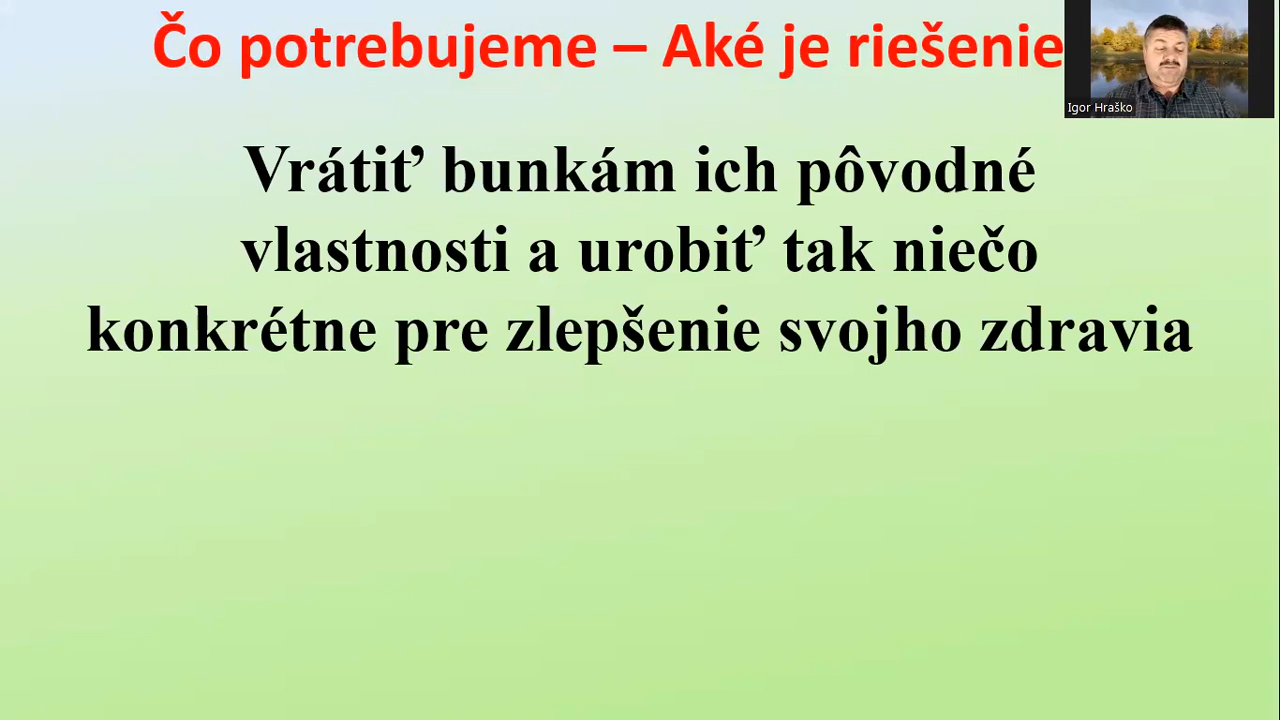 Čo potrebujeme – Aké je riešenie
Igor Hraško
Vrátiť bunkám ich pôvodné
vlastnosti a urobiť tak niečo
konkrétne pre zlepšenie svojho zdravia